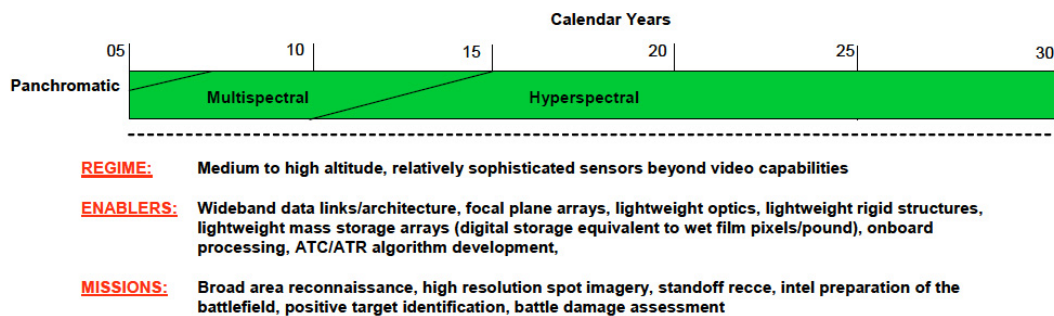 Calendar Years
05 10 15 20 25 30
Panchromatic
Multispectral Hyperspectral
REGIME: Medium to high altitude, relatively sophisticated sensors beyond video capabilities
ENABLERS: Wideband data links/architecture, focal plane arrays, lightweight optics, lightweight rigid structures,
lightweight mass storage arrays (digital storage equivalent to wet film pixels/pound), onboard
processing, ATC/ATR algorithm development,
MISSIONS: Broad area reconnaissance, high resolution spot imagery, standoff recce, intel preparation of the
battlefield, positive target identification, battle damage assessment